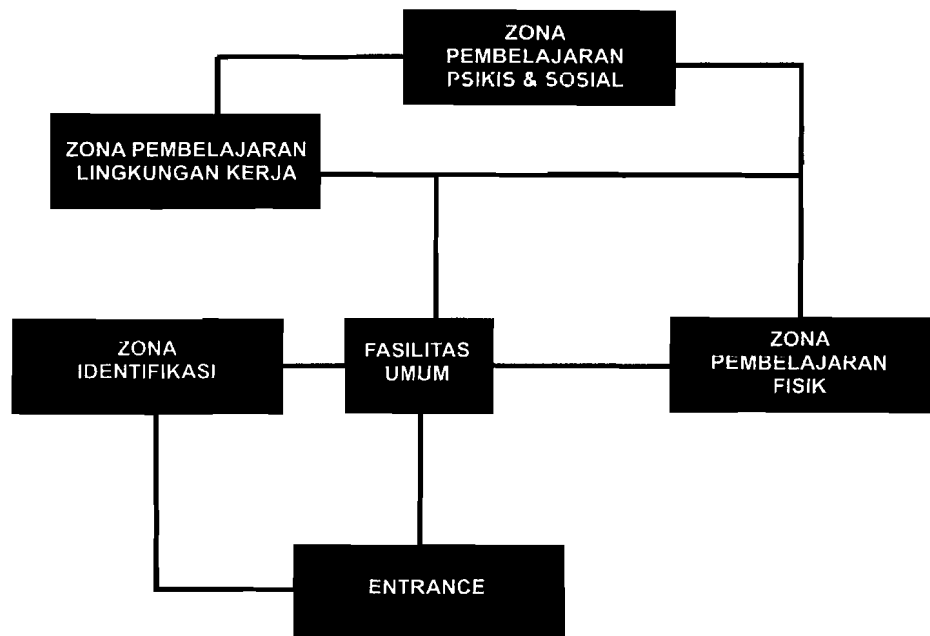 ZONA
PEMBELAJARAN
PSIKIS & SOSIAL
ZONA PEMBELAJARAN
LINGKUNGAN KERJA
ZONA
IDENTIFIKASI
FASILITAS
UMUM
ZONA
PEMBELAJARAN
FISIK
ENTRANCE